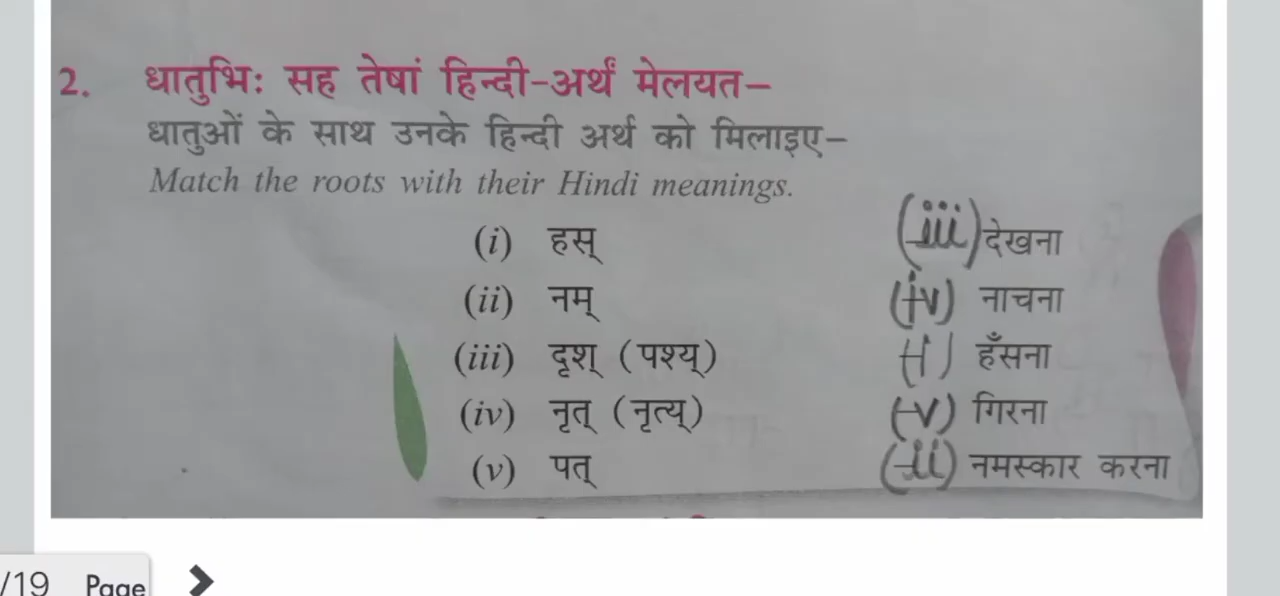 2. धातुभिः सह तेषां हिन्दी-अर्थं मेलयत–
धातुओं के साथ उनके हिन्दी अर्थ को मिलाइए–
Match the roots with their Hindi meanings.
(i) हस् (iii) देखना
(ii) नम् (iv) नाचना
(iii) दृश् (पश्य्) (i) हँसना
(iv) नृत् (नृत्य्) (v) गिरना
(v) पत् (ii) नमस्कार करना
/19 Page